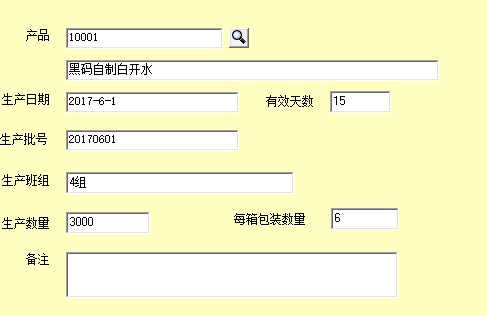 产品 10001
黑码自制白开水
生产日期 2017-6-1 有效天数 15
生产批号 20170601
生产班组 4组
生产数量 3000 每箱包装数量 6
备注